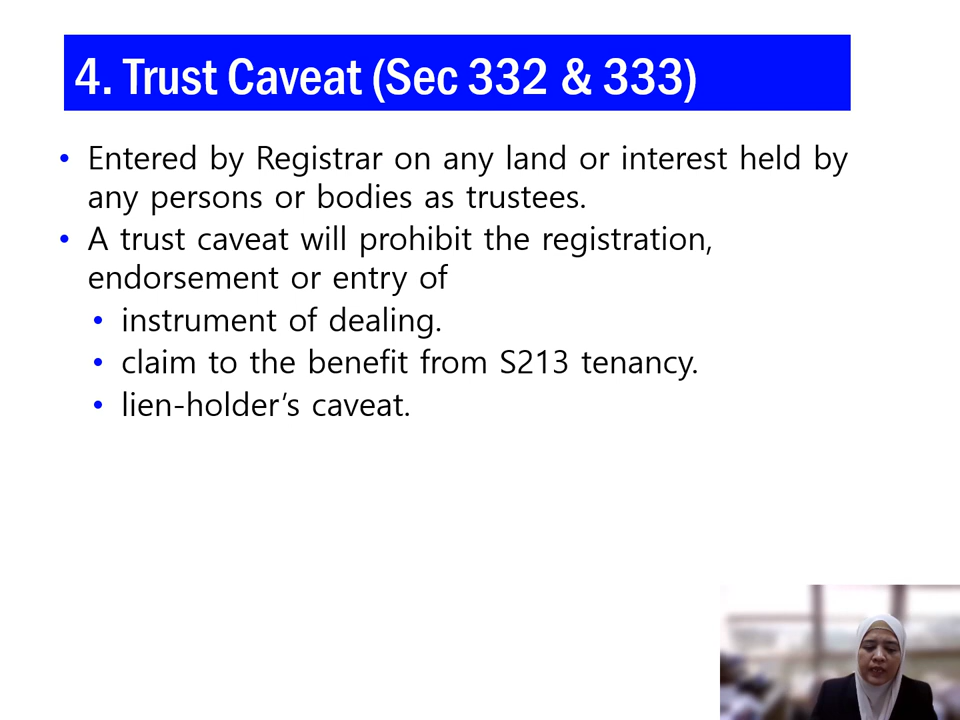 4. Trust Caveat (Sec 332 & 333)
• Entered by Registrar on any land or interest held by
any persons or bodies as trustees.
• A trust caveat will prohibit the registration,
endorsement or entry of
• instrument of dealing.
• claim to the benefit from S213 tenancy.
• lien-holder’s caveat.